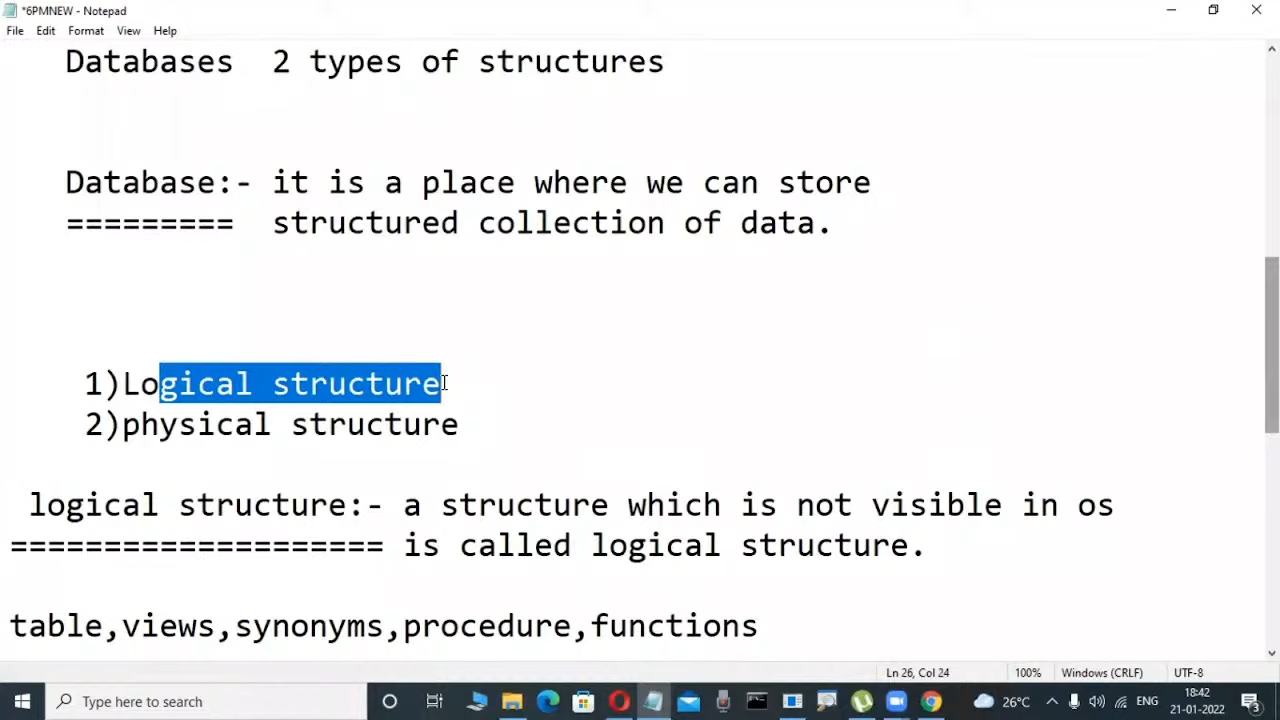 *6PMNEW - Notepad
File Edit Format View Help
Databases 2 types of structures
Database:- it is a place where we can store
========= structured collection of data.
1)Logical structure
2)physical structure
logical structure:- a structure which is not visible in os
==================== is called logical structure.
table,views,synonyms,procedure,functions
Ln 26, Col 24 100% Windows (CRLF) UTF-8
Type here to search 26°C ENG 18:42
21-01-2022 3